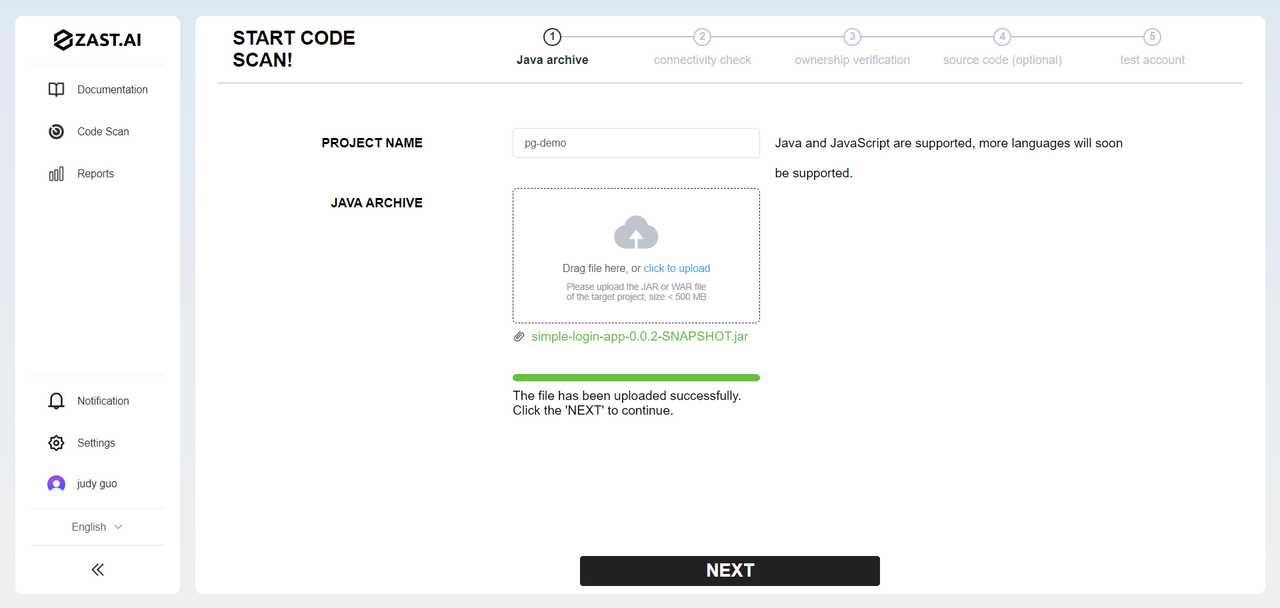 ZAST.AI
Documentation
Code Scan
Reports
Notification
Settings
judy guo
English
START CODE
SCAN!
1
2
3
4
5
Java archive
connectivity check
ownership verification
source code (optional)
test account
PROJECT NAME
pg-demo
Java and JavaScript are supported, more languages will soon
be supported.
JAVA ARCHIVE
Drag file here, or click to upload
Please upload the JAR or WAR file
of the target project, size < 500 MB
simple-login-app-0.0.2-SNAPSHOT.jar
The file has been uploaded successfully.
Click the 'NEXT' to continue.
NEXT